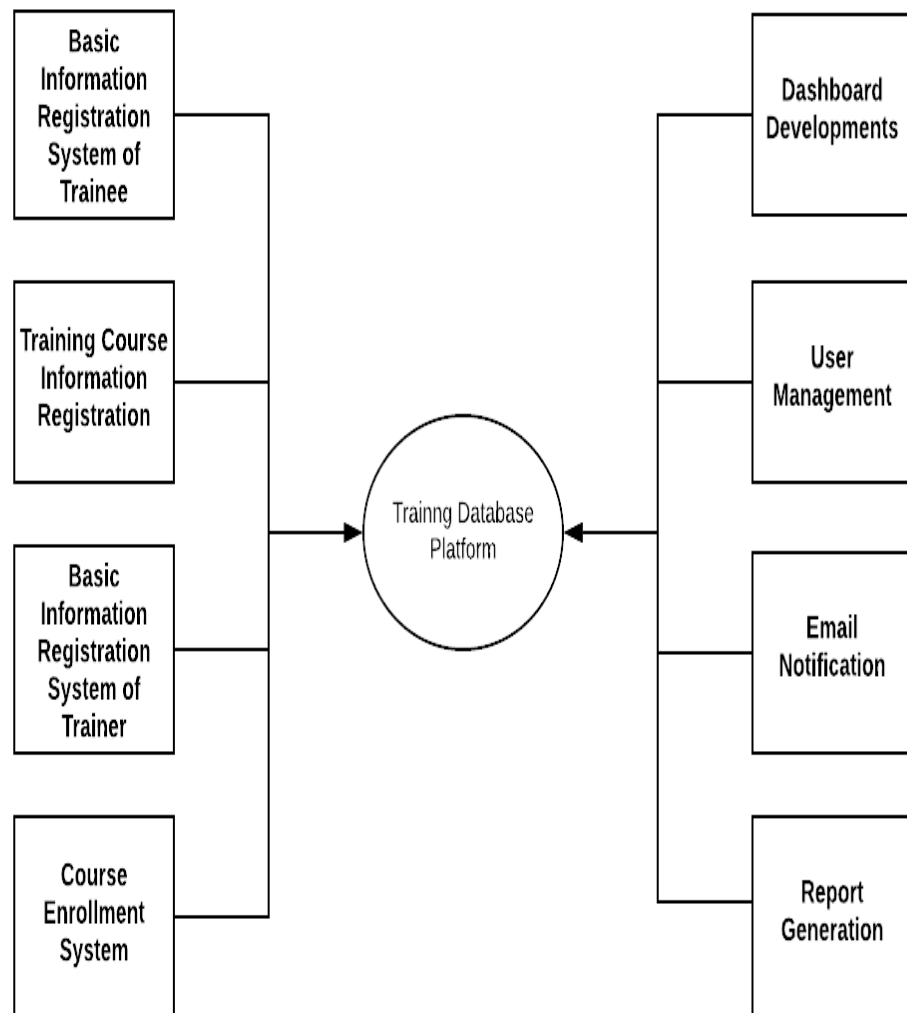 Basic
Information
Registration
System of
Trainee
Training Course
Information
Registration
Basic
Information
Registration
System of
Trainer
Course
Enrollment
System
Trainng Database
Platform
Dashboard
Developments
User
Management
Email
Notification
Report
Generation